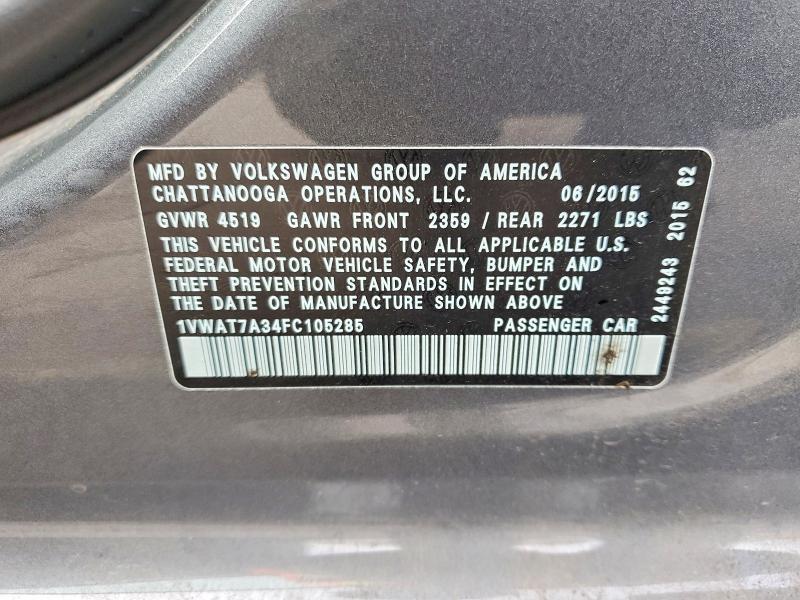 MFD BY VOLKSWAGEN GROUP OF AMERICA
CHATTANOOGA OPERATIONS, LLC. 06/2015
GVWR 4519 GAWR FRONT 2359 / REAR 2271 LBS
THIS VEHICLE CONFORMS TO ALL APPLICABLE U.S.
FEDERAL MOTOR VEHICLE SAFETY, BUMPER AND
THEFT PREVENTION STANDARDS IN EFFECT ON
THE DATE OF MANUFACTURE SHOWN ABOVE
1VWAT7A34FC105285 PASSENGER CAR
2449243 2015 62